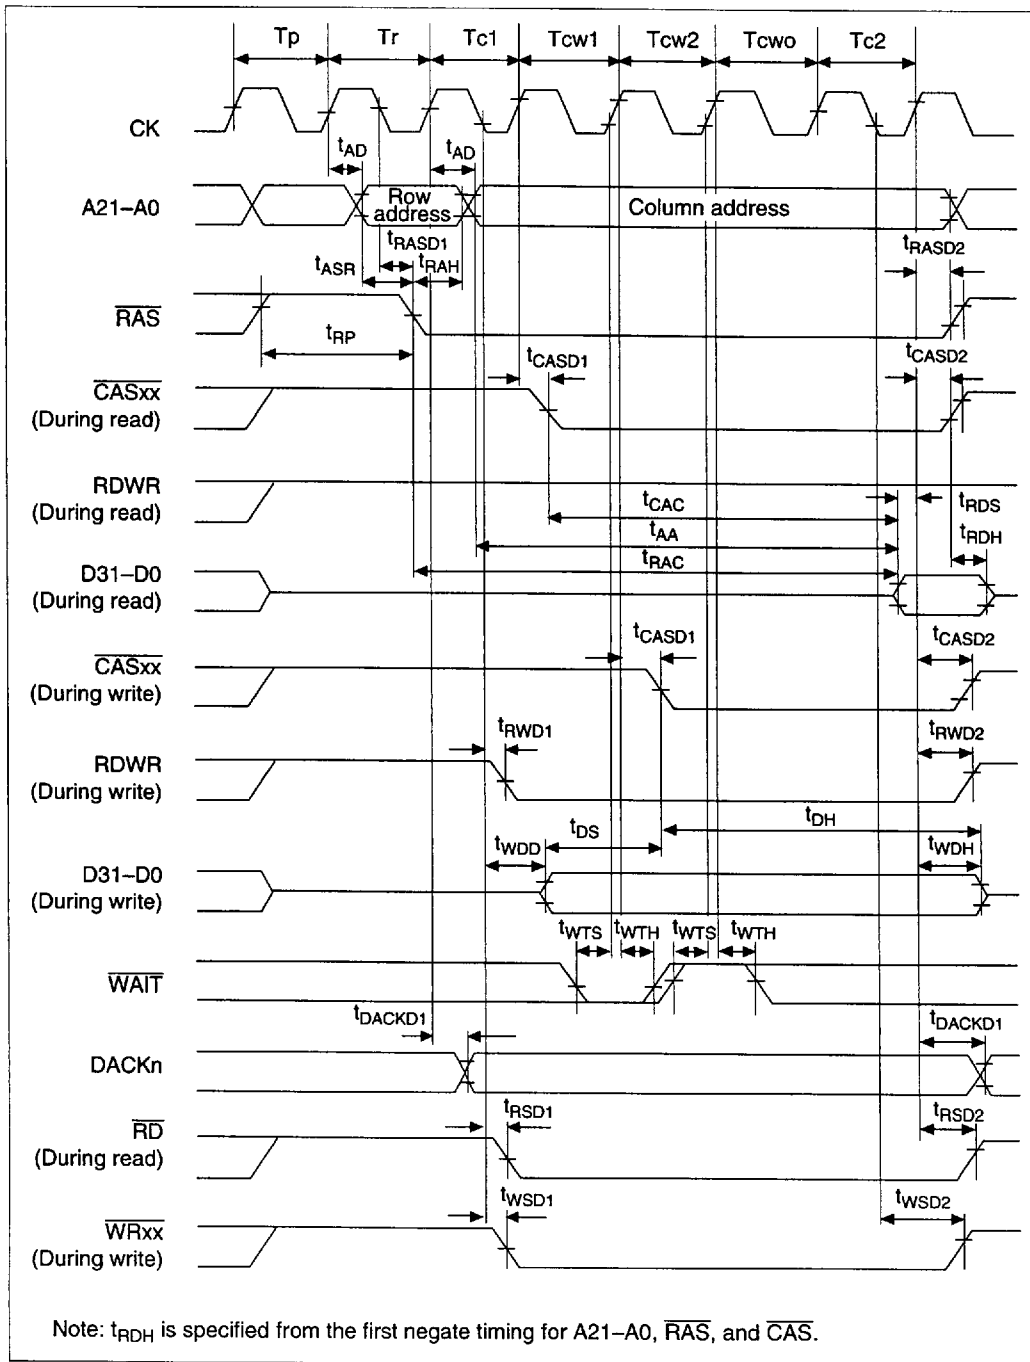 Tp Tr Tc1 Tcw1 Tcw2 Tcwo Tc2
CK
tAD tAD
A21–A0 Row address Column address
tRASD1 tRASD2
tASR tRAH
RAS
tRP
tCASD1 tCASD2
CASxx
(During read)
RDWR
(During read)
tCAC tRDS
tAA tRDH
tRAC
D31–D0
(During read)
tCASD1 tCASD2
CASxx
(During write)
tRWD1 tRWD2
RDWR
(During write)
tDS tDH
tWDD tWDH
D31–D0
(During write)
tWTS tWTH tWTS tWTH
WAIT
tDACKD1 tDACKD1
DACKn
tRSD1 tRSD2
RD
(During read)
tWSD1 tWSD2
WRxx
(During write)
Note: tRDH is specified from the first negate timing for A21–A0, RAS, and CAS.